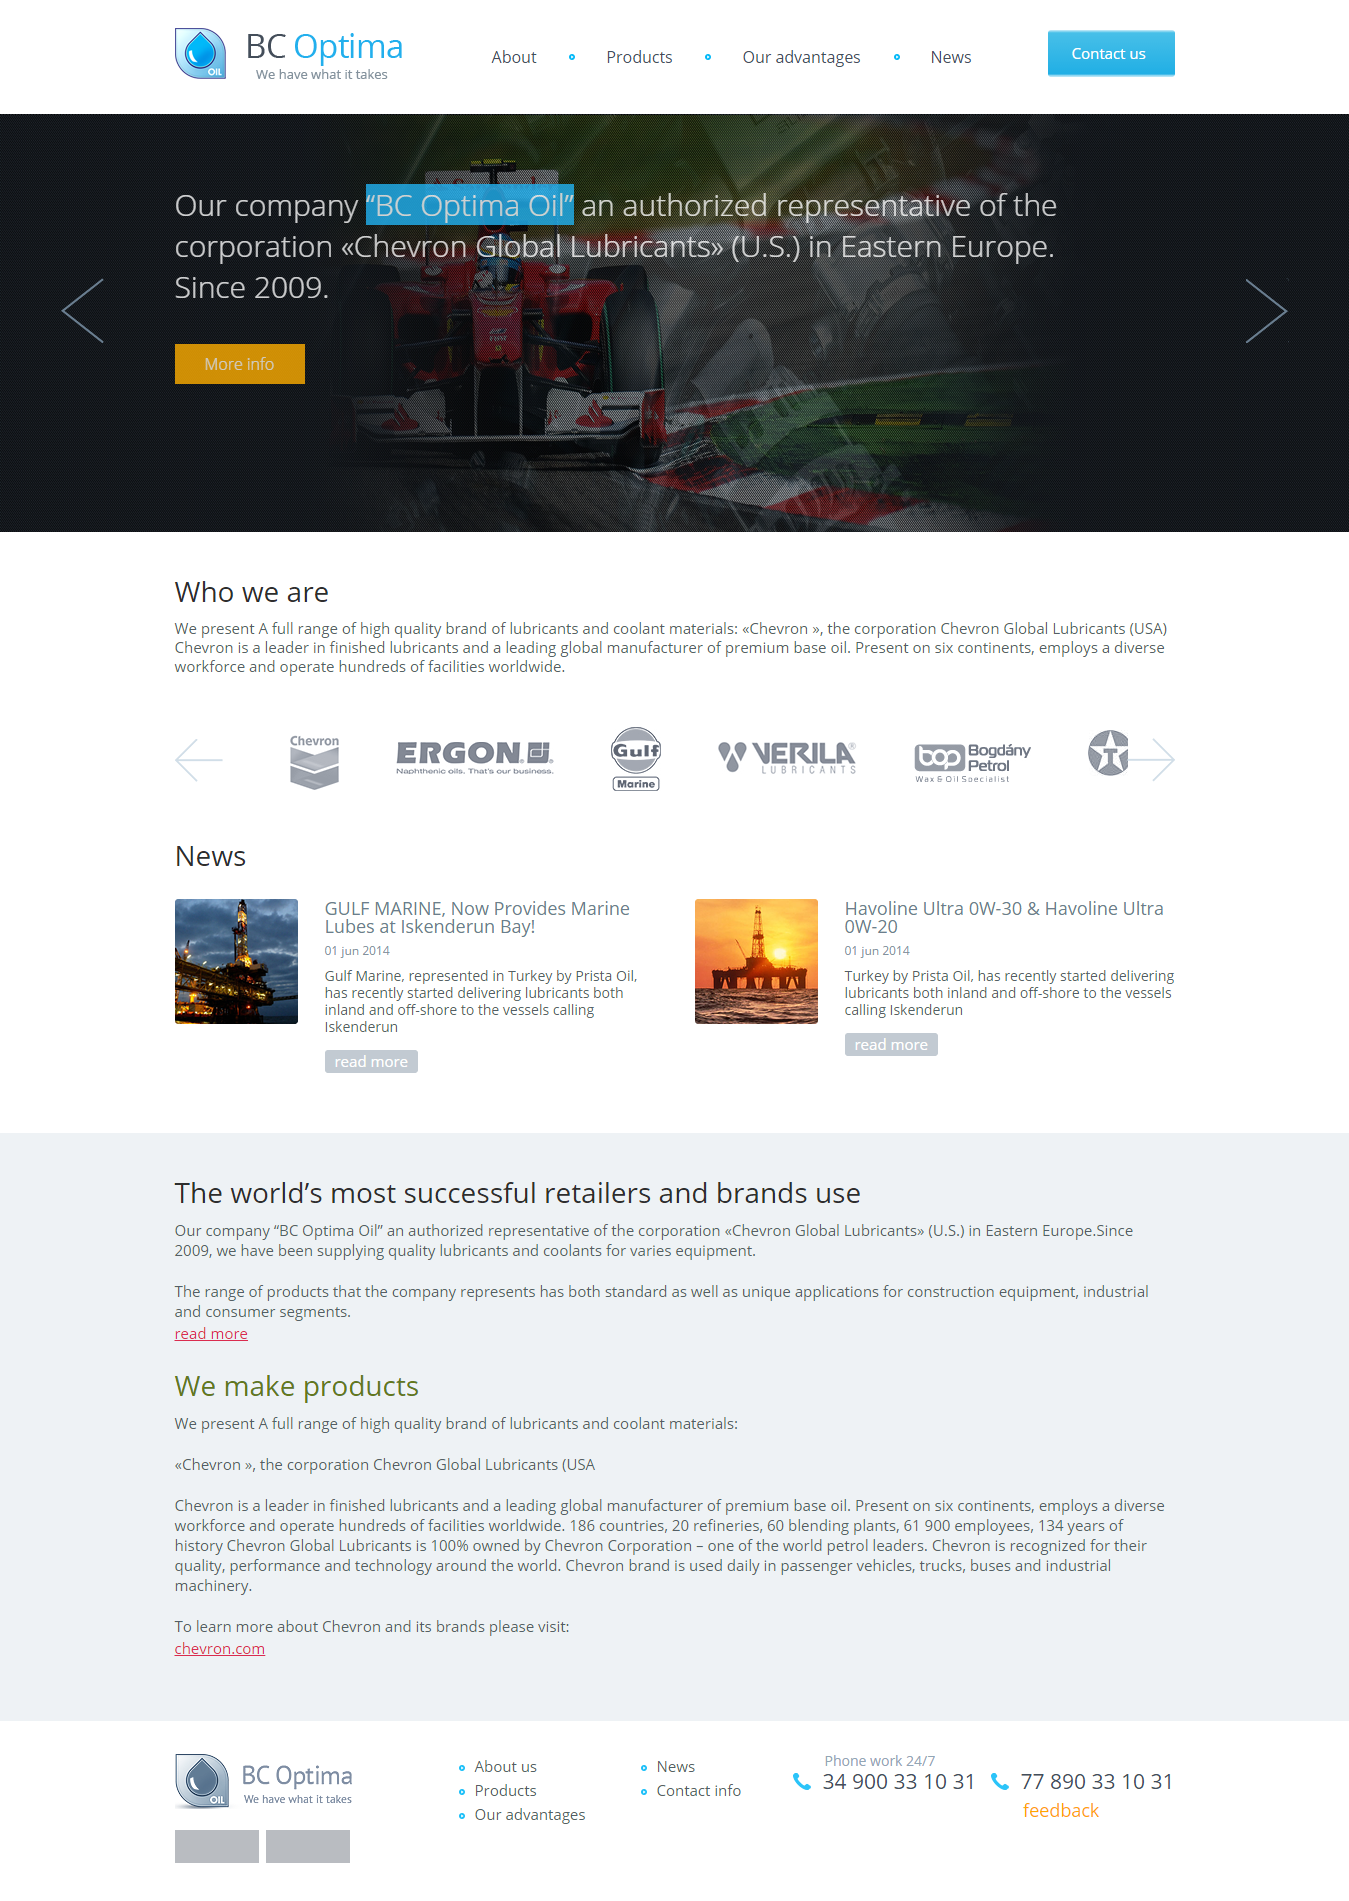 OIL
BC Optima
We have what it takes
About
Products
Our advantages
News
Contact us
Our company “BC Optima Oil” an authorized representative of the
corporation «Chevron Global Lubricants» (U.S.) in Eastern Europe.
Since 2009.
More info
Who we are
We present A full range of high quality brand of lubricants and coolant materials: «Chevron », the corporation Chevron Global Lubricants (USA)
Chevron is a leader in finished lubricants and a leading global manufacturer of premium base oil. Present on six continents, employs a diverse
workforce and operate hundreds of facilities worldwide.
Chevron
ERGON
Naphthenic oils. That's our business.
Gulf
Marine
VERILA
LUBRICANTS
bop
Bogdány
Petrol
Wax & Oil Specialist
T
News
GULF MARINE, Now Provides Marine
Lubes at Iskenderun Bay!
01 jun 2014
Gulf Marine, represented in Turkey by Prista Oil,
has recently started delivering lubricants both
inland and off-shore to the vessels calling
Iskenderun
read more
Havoline Ultra 0W-30 & Havoline Ultra
0W-20
01 jun 2014
Turkey by Prista Oil, has recently started delivering
lubricants both inland and off-shore to the vessels
calling Iskenderun
read more
The world’s most successful retailers and brands use
Our company “BC Optima Oil” an authorized representative of the corporation «Chevron Global Lubricants» (U.S.) in Eastern Europe.Since
2009, we have been supplying quality lubricants and coolants for varies equipment.
The range of products that the company represents has both standard as well as unique applications for construction equipment, industrial
and consumer segments.
read more
We make products
We present A full range of high quality brand of lubricants and coolant materials:
«Chevron », the corporation Chevron Global Lubricants (USA
Chevron is a leader in finished lubricants and a leading global manufacturer of premium base oil. Present on six continents, employs a diverse
workforce and operate hundreds of facilities worldwide. 186 countries, 20 refineries, 60 blending plants, 61 900 employees, 134 years of
history Chevron Global Lubricants is 100% owned by Chevron Corporation – one of the world petrol leaders. Chevron is recognized for their
quality, performance and technology around the world. Chevron brand is used daily in passenger vehicles, trucks, buses and industrial
machinery.
To learn more about Chevron and its brands please visit:
chevron.com
OIL
BC Optima
We have what it takes
About us
Products
Our advantages
News
Contact info
Phone work 24/7
34 900 33 10 31
77 890 33 10 31
feedback